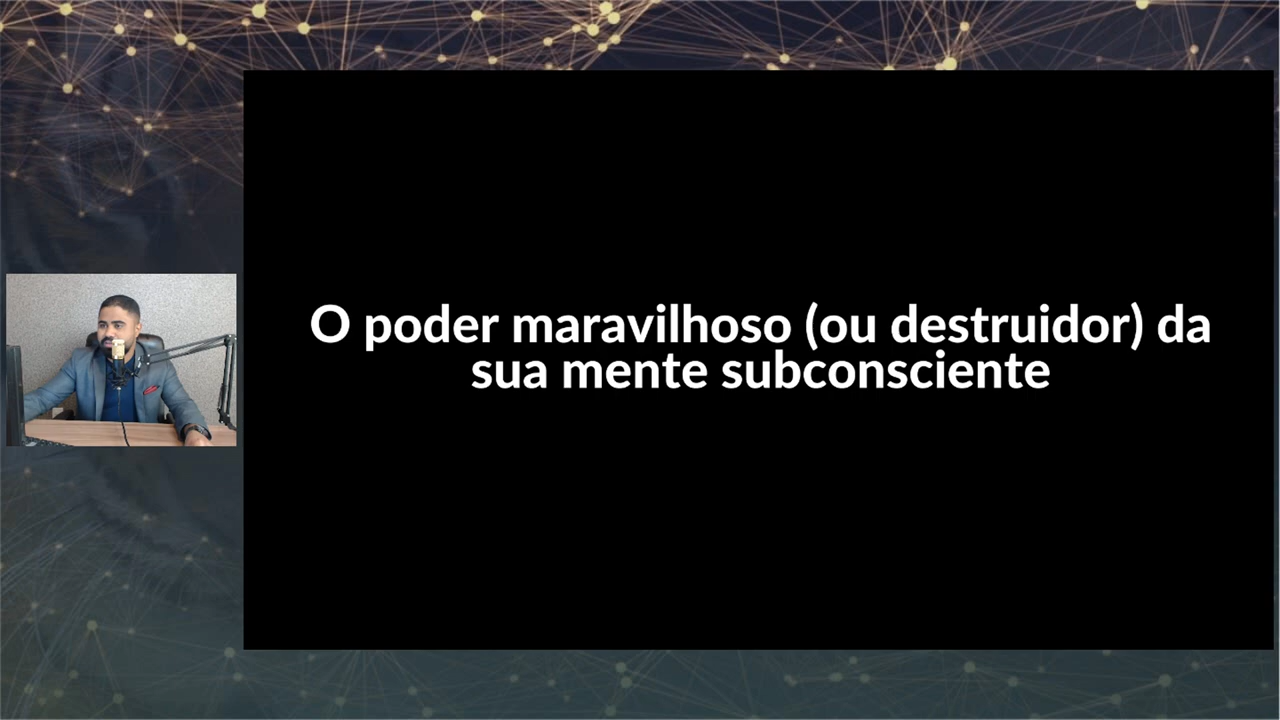 O poder maravilhoso (ou destruidor) da
sua mente subconsciente